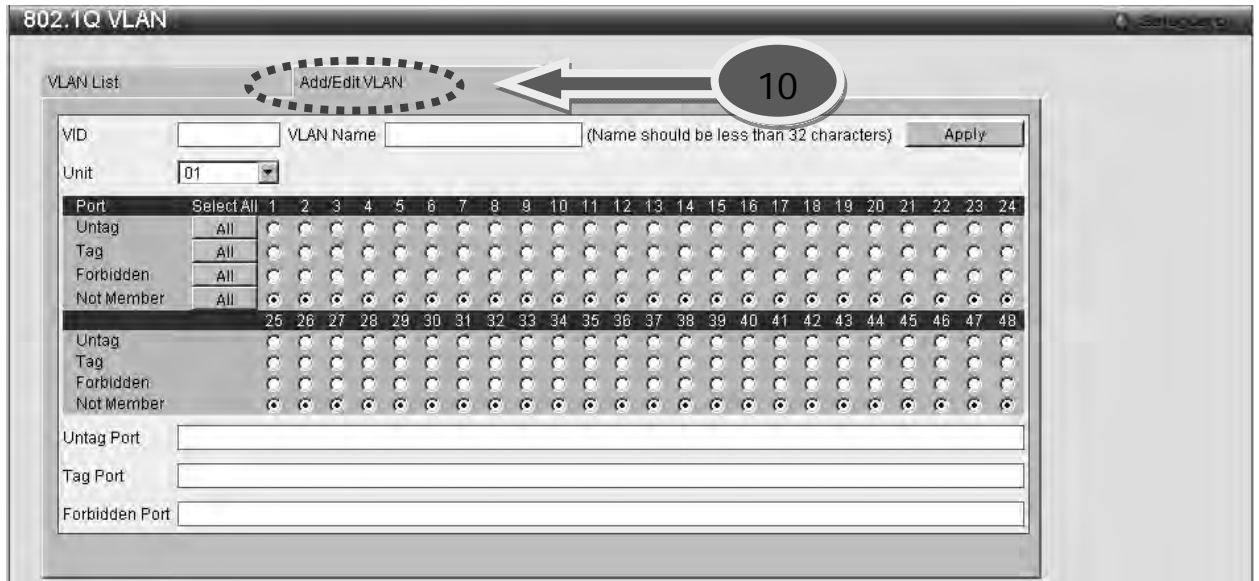 802.1Q VLAN
Safeguard
VLAN List Add/Edit VLAN 10
VID VLAN Name (Name should be less than 32 characters) Apply
Unit 01
Port Select All 1 2 3 4 5 6 7 8 9 10 11 12 13 14 15 16 17 18 19 20 21 22 23 24
Untag All
Tag All
Forbidden All
Not Member All
25 26 27 28 29 30 31 32 33 34 35 36 37 38 39 40 41 42 43 44 45 46 47 48
Untag
Tag
Forbidden
Not Member
Untag Port
Tag Port
Forbidden Port